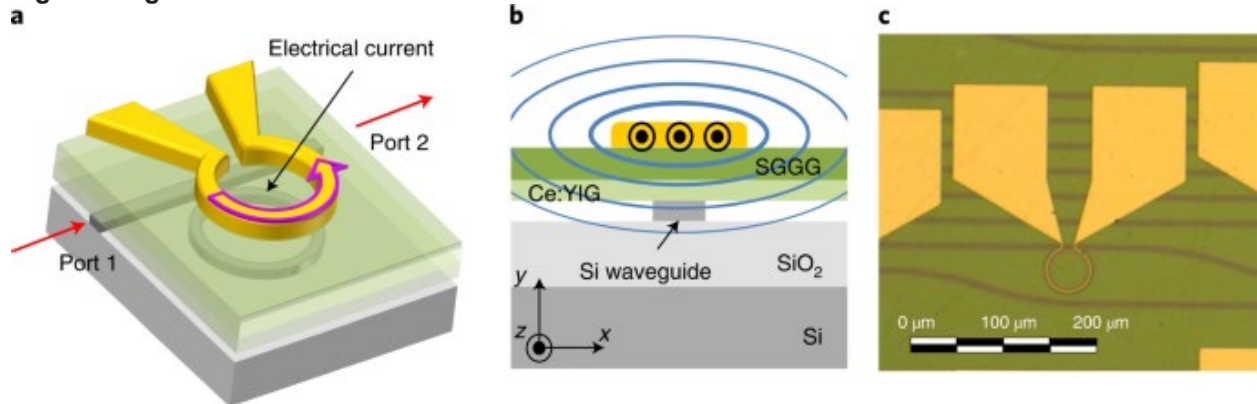 a
Electrical current
Port 2
Port 1
b
SGGG
Ce:YIG
Si waveguide
SiO₂
Si
y
z
x
c
0 μm
100 μm
200 μm